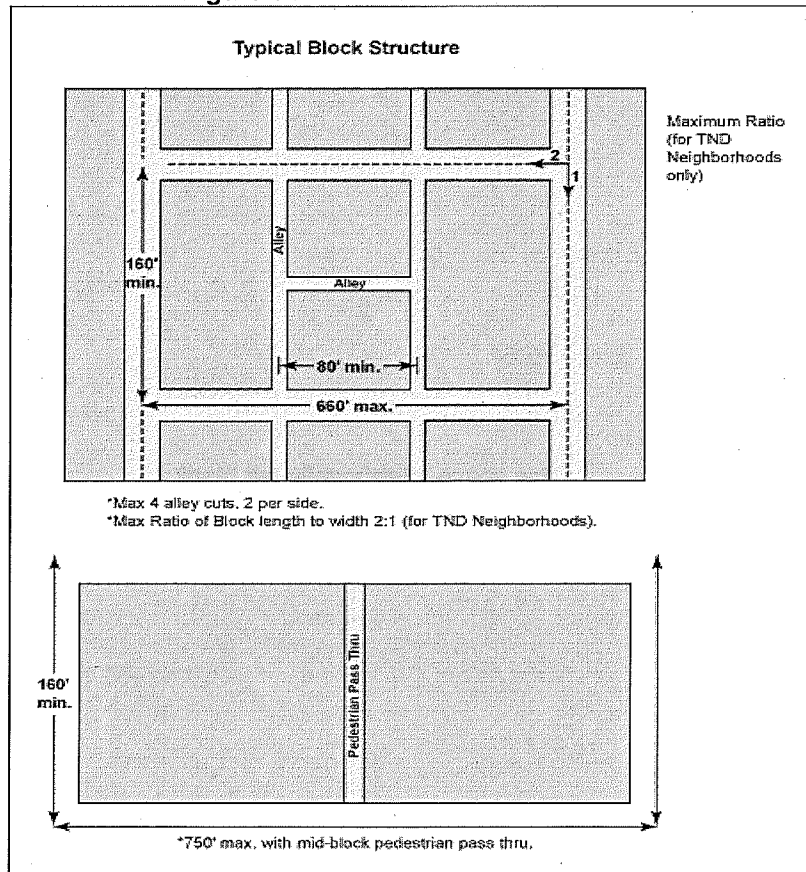 Typical Block Structure
Maximum Ratio
(for TND
Neighborhoods
only)
2
1
Alley
160'
min.
Alley
80' min.
660' max.
*Max 4 alley cuts, 2 per side.
*Max Ratio of Block length to width 2:1 (for TND Neighborhoods).
160'
min.
Pedestrian Pass Thru
*750' max. with mid-block pedestrian pass thru.